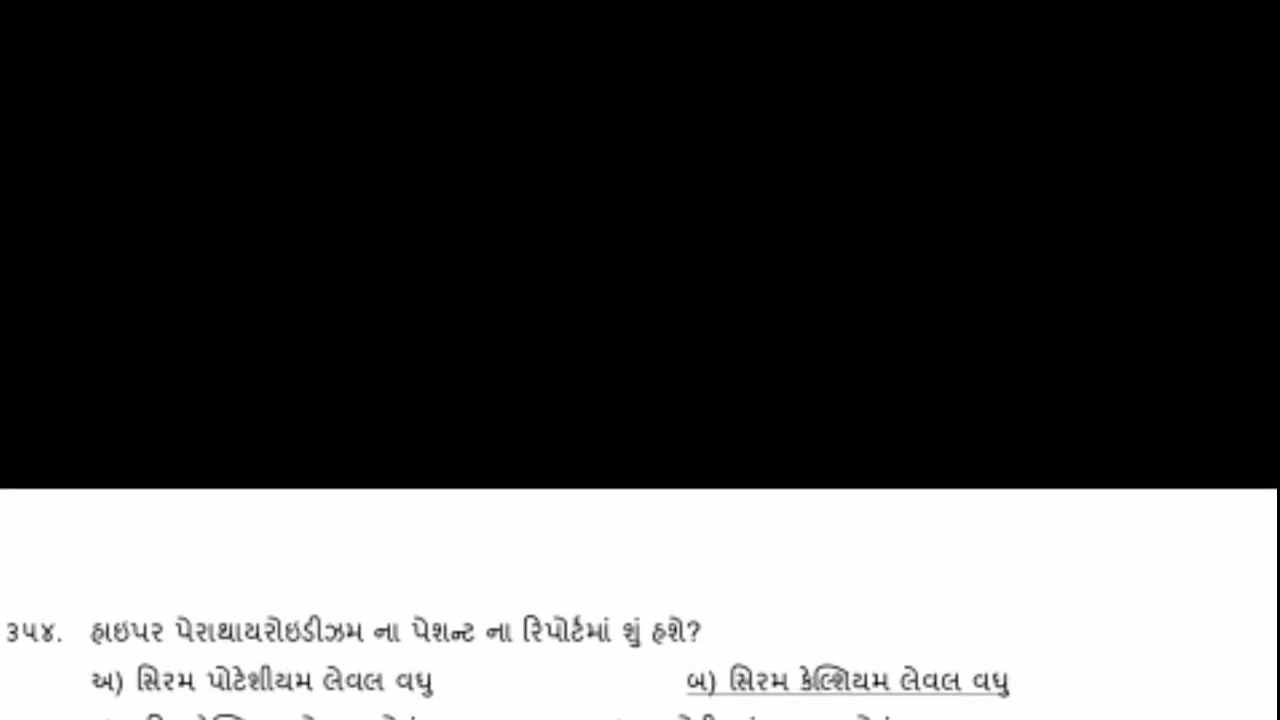 ૩૫૪. હાઇપર પેરાથાયરોઇડીઝમ ના પેશન્ટ ના રિપોર્ટમાં શું હશે?
અ) સિરમ પોટેશીયમ લેવલ વધુ બ) સિરમ કેલ્શિયમ લેવલ વધુ